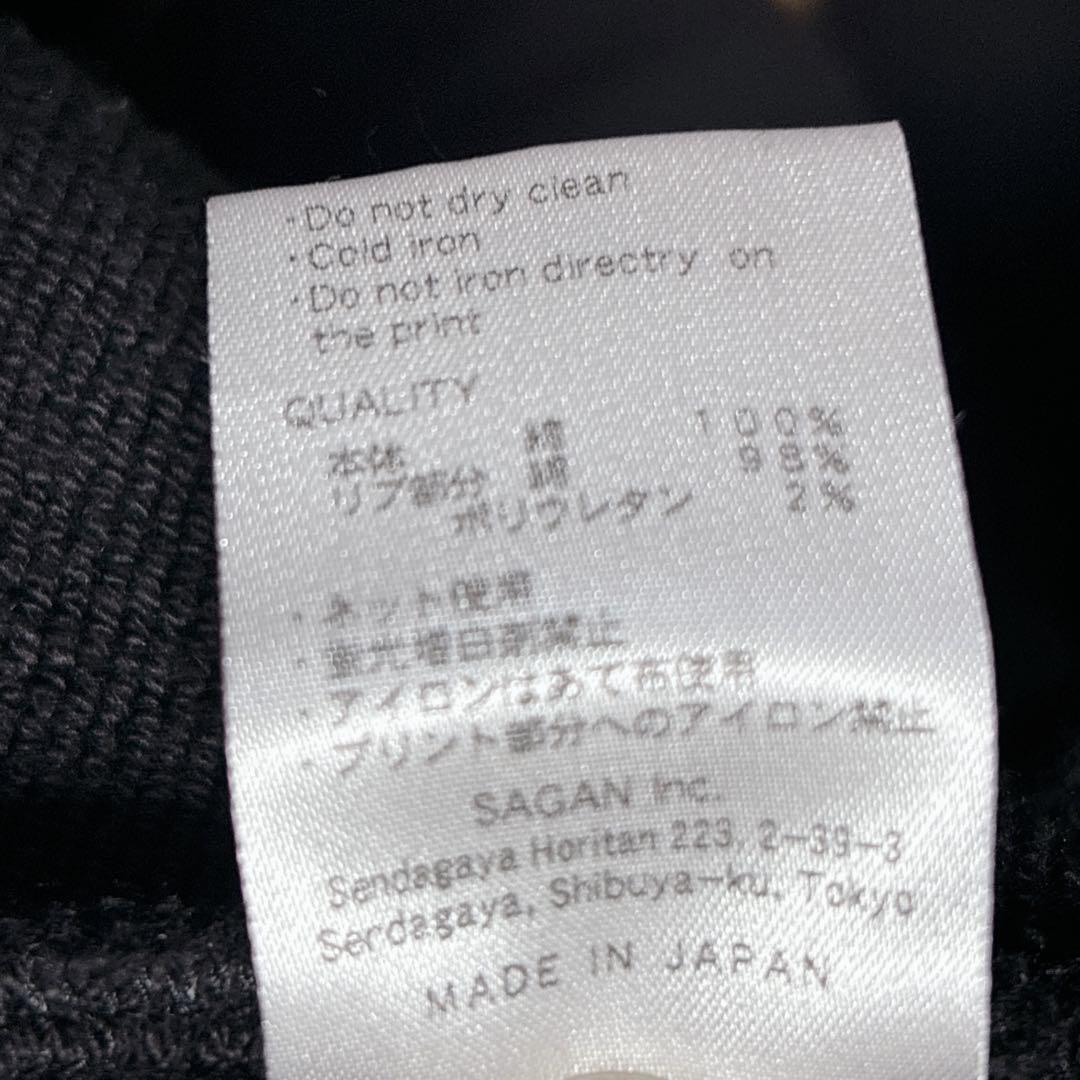 ・Do not dry clean
・Cold iron
・Do not iron directry on
the print
QUALITY
本体 綿 100%
リブ部分 綿 98%
ポリウレタン 2%
・ネット使用
・蛍光増白剤禁止
・アイロンはあて布使用
・プリント部分へのアイロン禁止
SAGAN Inc.
Sendagaya Horitan 223, 2-39-3
Sendagaya, Shibuya-ku, Tokyo
MADE IN JAPAN